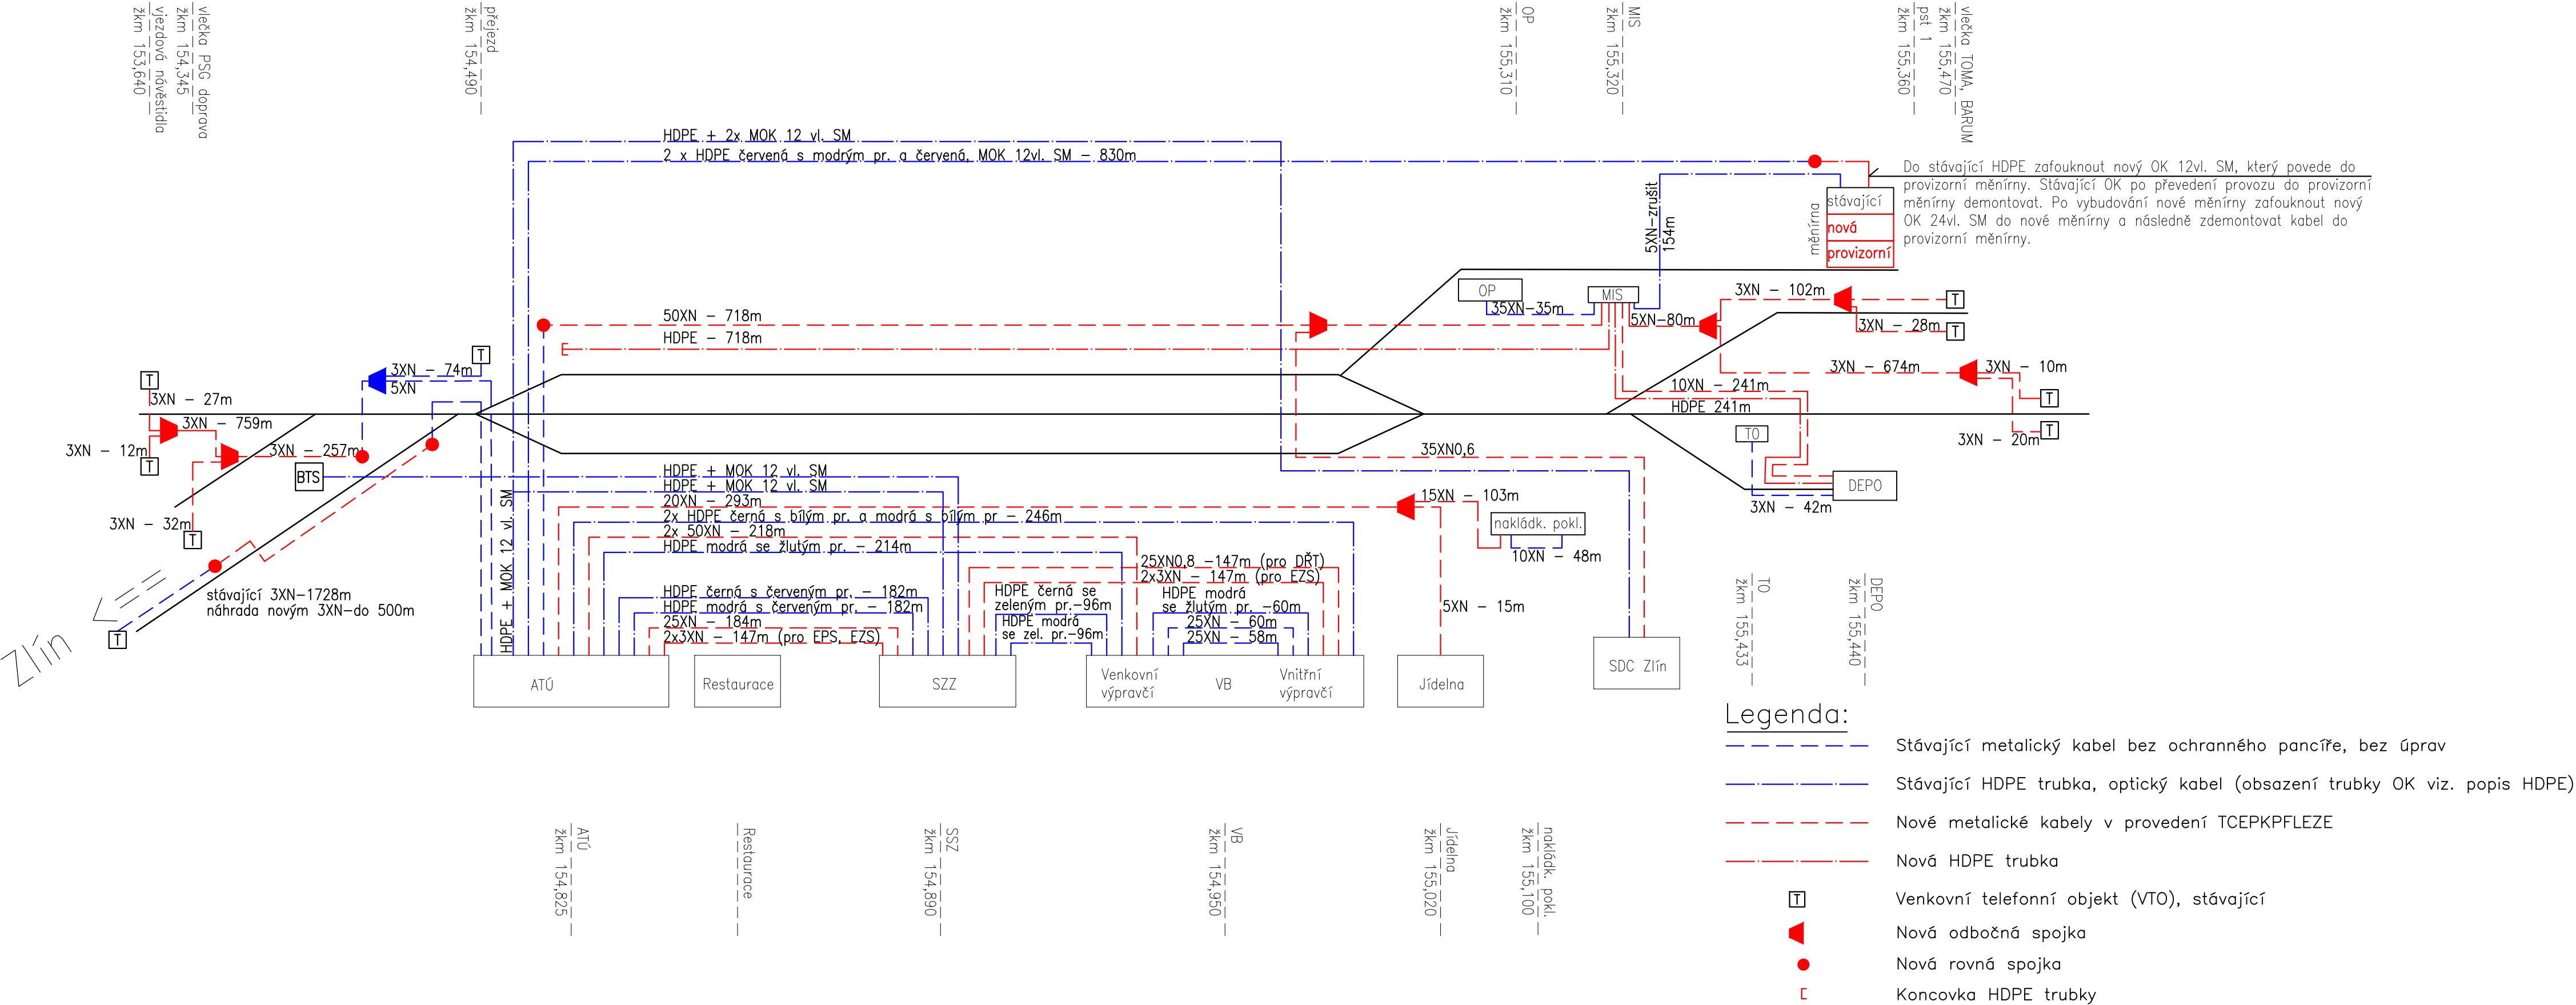 vjezdová návěstidla
žkm 153,640
vlečka PSG doprava
žkm 154,345
přejezd
žkm 154,490
OP
žkm 155,310
MIS
žkm 155,320
pst 1
žkm 155,360
vlečka TOMA, BARUM
žkm 155,470
HDPE + 2x MOK 12 vl. SM
2 x HDPE červená s modrým pr. a červená, MOK 12vl. SM – 830m
Do stávající HDPE zafouknout nový OK 12vl. SM, který povede do
provizorní měnírny. Stávající OK po převedení provozu do provizorní
měnírny demontovat. Po vybudování nové měnírny zafouknout nový
OK 24vl. SM do nové měnírny a následně zdemontovat kabel do
provizorní měnírny.
5XN-zrušit
154m
měnírna
stávající
nová
provizorní
OP
35XN-35m
MIS
5XN-80m
3XN – 102m
T
3XN – 28m
T
50XN – 718m
HDPE – 718m
T
3XN – 74m
5XN
3XN – 674m
3XN – 10m
T
3XN – 20m
T
10XN – 241m
HDPE 241m
T
3XN – 27m
3XN – 759m
3XN – 12m
T
3XN – 257m
BTS
3XN – 32m
T
TO
DEPO
3XN – 42m
35XN0,6
HDPE + MOK 12 vl. SM
HDPE + MOK 12 vl. SM
20XN – 293m
2x HDPE černá s bílým pr. a modrá s bílým pr – 246m
2x 50XN – 218m
HDPE modrá se žlutým pr. – 214m
HDPE + MOK 12 vl. SM
15XN – 103m
nakládk. pokl.
10XN – 48m
5XN – 15m
25XN0,8 –147m (pro DŘT)
2x3XN – 147m (pro EZS)
HDPE černá s červeným pr. – 182m
HDPE modrá s červeným pr. – 182m
25XN – 184m
2x3XN – 147m (pro EPS, EZS)
HDPE černá se
zeleným pr.-96m
HDPE modrá
se zel. pr.-96m
HDPE modrá
se žlutým pr. -60m
25XN – 60m
25XN – 58m
stávající 3XN-1728m
náhrada novým 3XN-do 500m
T
Zlín
ATÚ
Restaurace
SZZ
Venkovní
výpravčí
VB
Vnitřní
výpravčí
Jídelna
SDC Zlín
TO
žkm 155,433
DEPO
žkm 155,440
ATÚ
žkm 154,825
Restaurace
SSZ
žkm 154,890
VB
žkm 154,950
Jídelna
žkm 155,020
nakládk. pokl.
žkm 155,100
Legenda:
Stávající metalický kabel bez ochranného pancíře, bez úprav
Stávající HDPE trubka, optický kabel (obsazení trubky OK viz. popis HDPE)
Nové metalické kabely v provedení TCEPKPFLEZE
Nová HDPE trubka
T
Venkovní telefonní objekt (VTO), stávající
Nová odbočná spojka
Nová rovná spojka
Koncovka HDPE trubky